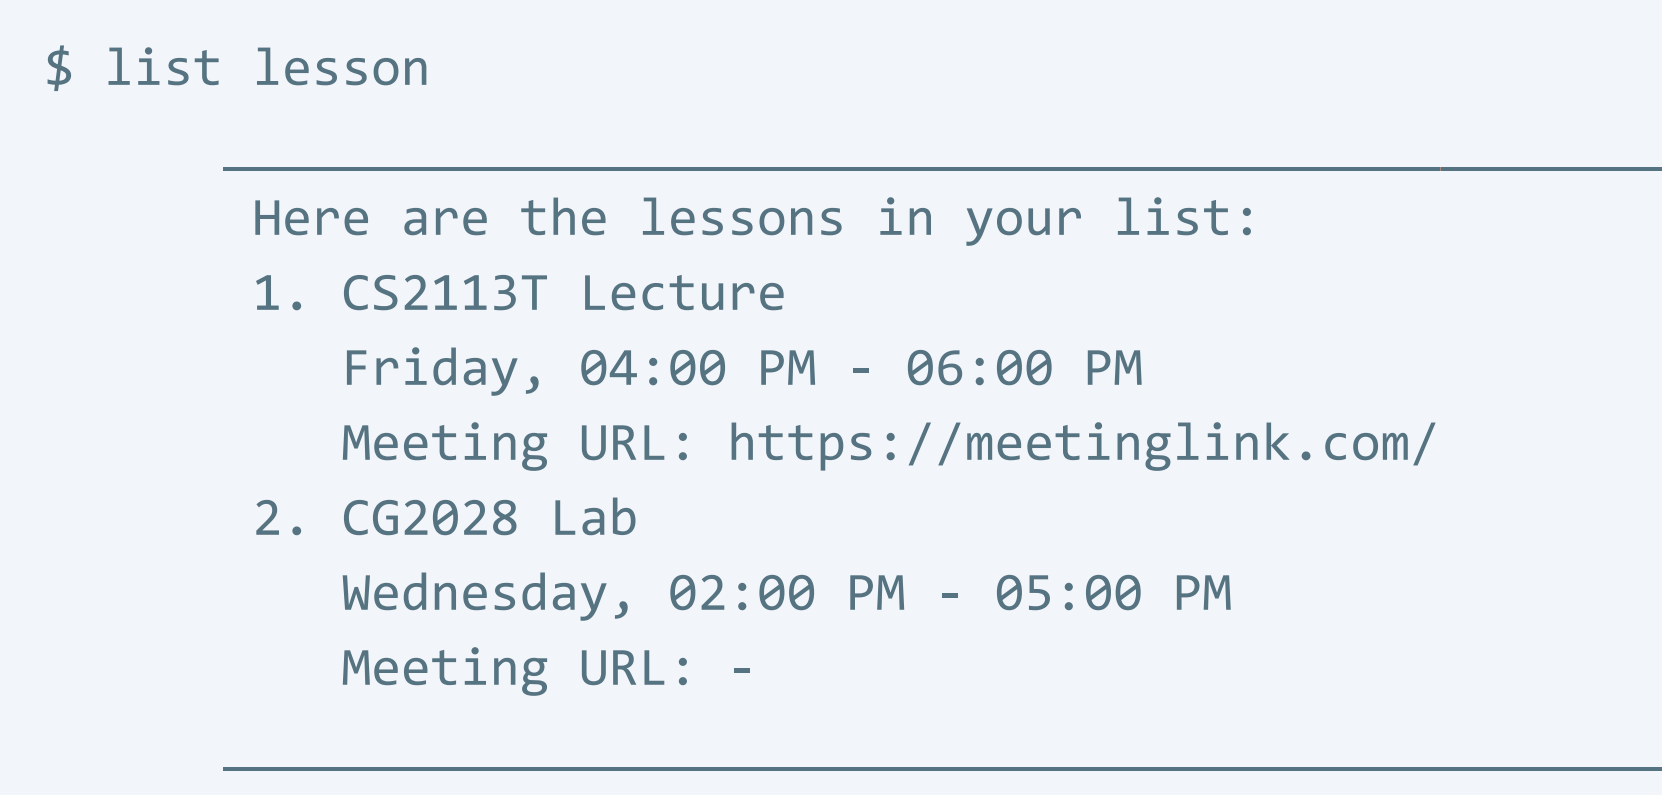 $ list lesson
Here are the lessons in your list:
1. CS2113T Lecture
Friday, 04:00 PM - 06:00 PM
Meeting URL: https://meetinglink.com/
2. CG2028 Lab
Wednesday, 02:00 PM - 05:00 PM
Meeting URL: -